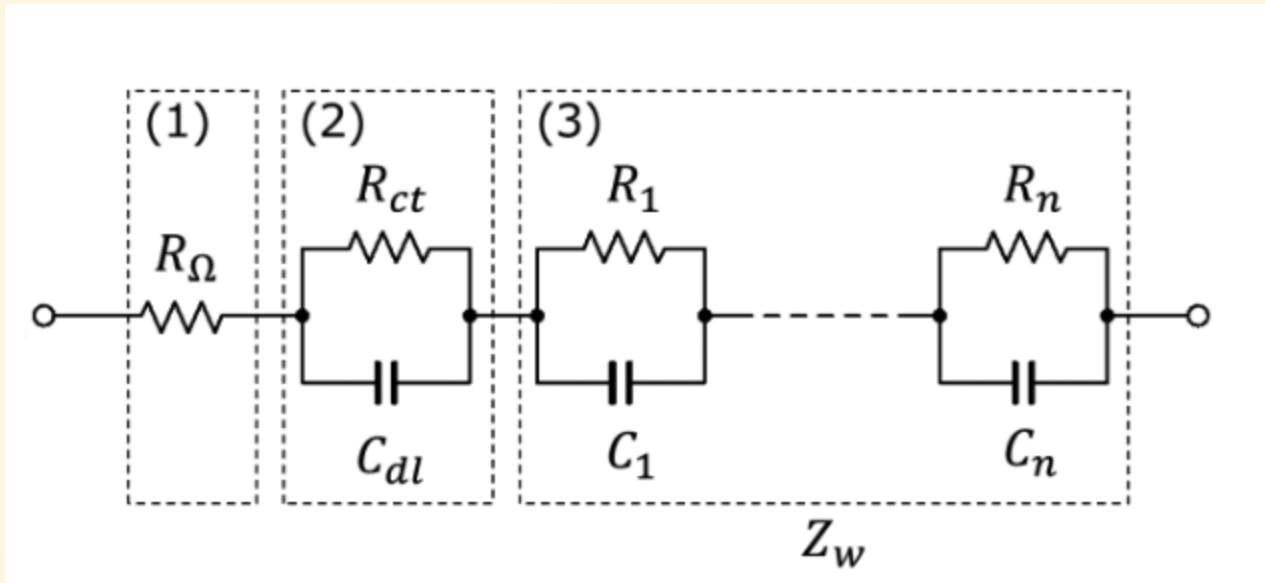 (1) (2) (3)
R_ct R_1 R_n
R_Ω
C_dl C_1 C_n
Z_w